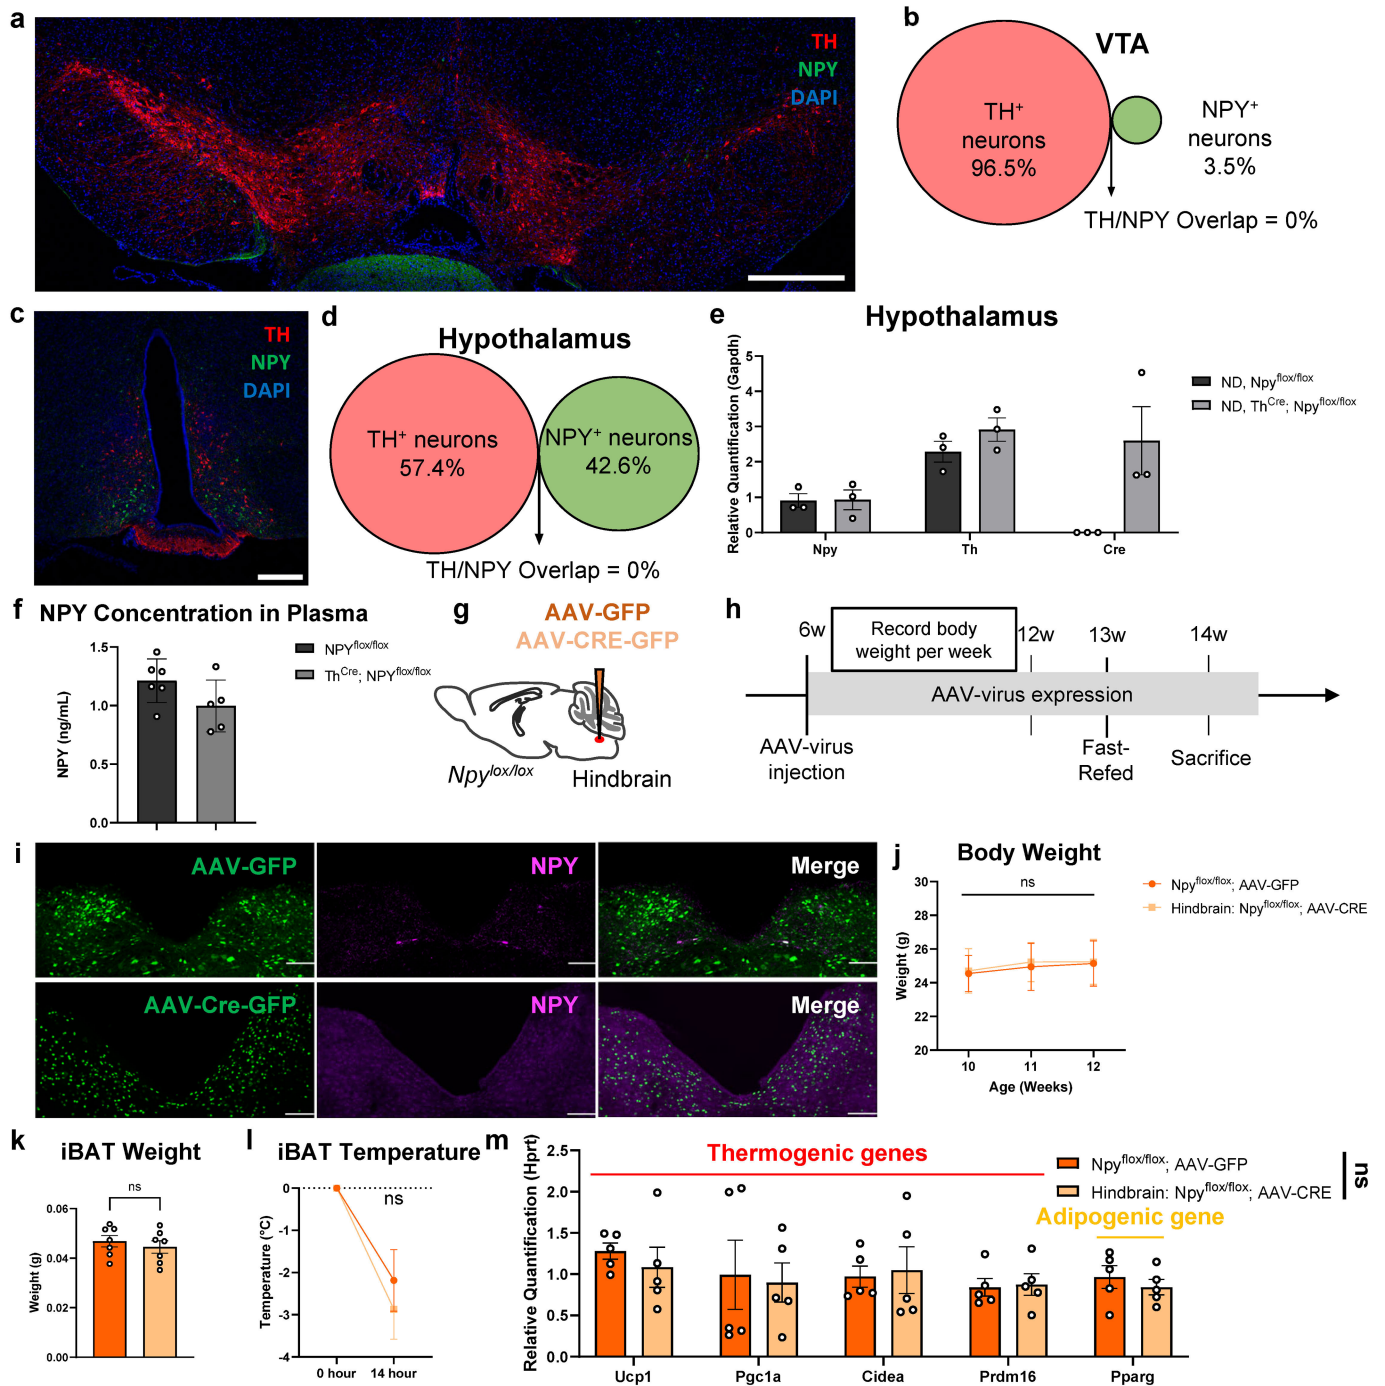 a
TH
NPY
DAPI
b
VTA
TH+
neurons
96.5%
NPY+
neurons
3.5%
TH/NPY Overlap = 0%
c
TH
NPY
DAPI
d
Hypothalamus
TH+ neurons
57.4%
NPY+ neurons
42.6%
TH/NPY Overlap = 0%
e
Hypothalamus
Relative Quantification (Gapdh)
5
4
3
2
1
0
Npy
Th
Cre
ND, Npyflox/flox
ND, ThCre; Npyflox/flox
f
NPY Concentration in Plasma
NPY (ng/mL)
1.5
1.0
0.5
0.0
NPYflox/flox
ThCre; NPYflox/flox
g
AAV-GFP
AAV-CRE-GFP
Npylox/lox
Hindbrain
h
6w
Record body
weight per week
12w
13w
14w
AAV-virus expression
AAV-virus
injection
Fast-
Refed
Sacrifice
i
AAV-GFP
NPY
Merge
AAV-Cre-GFP
NPY
Merge
j
Body Weight
Weight (g)
30
28
26
24
22
20
ns
10
11
12
Age (Weeks)
Npyflox/flox; AAV-GFP
Hindbrain: Npyflox/flox; AAV-CRE
k
iBAT Weight
Weight (g)
0.06
0.04
0.02
0.00
ns
l
iBAT Temperature
Temperature (°C)
0
-1
-2
-3
-4
ns
0 hour
14 hour
m
Relative Quantification (Hprt)
2.5
2.0
1.5
1.0
0.5
0.0
Thermogenic genes
Npyflox/flox; AAV-GFP
Hindbrain: Npyflox/flox; AAV-CRE
ns
Adipogenic gene
Ucp1
Pgc1a
Cidea
Prdm16
Pparg